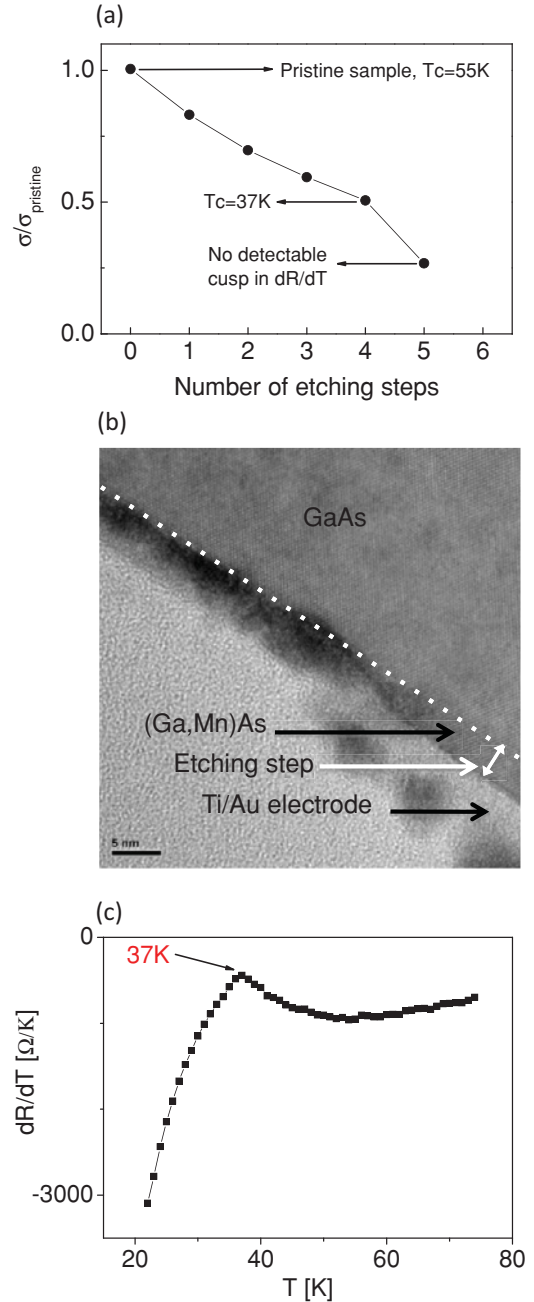 (a)
1.0
0.5
0.0
σ/σpristine
Pristine sample, Tc=55K
Tc=37K
No detectable
cusp in dR/dT
0 1 2 3 4 5 6
Number of etching steps
(b)
GaAs
(Ga,Mn)As
Etching step
Ti/Au electrode
5 nm
(c)
0
37K
dR/dT [Ω/K]
-3000
20 40 60 80
T [K]